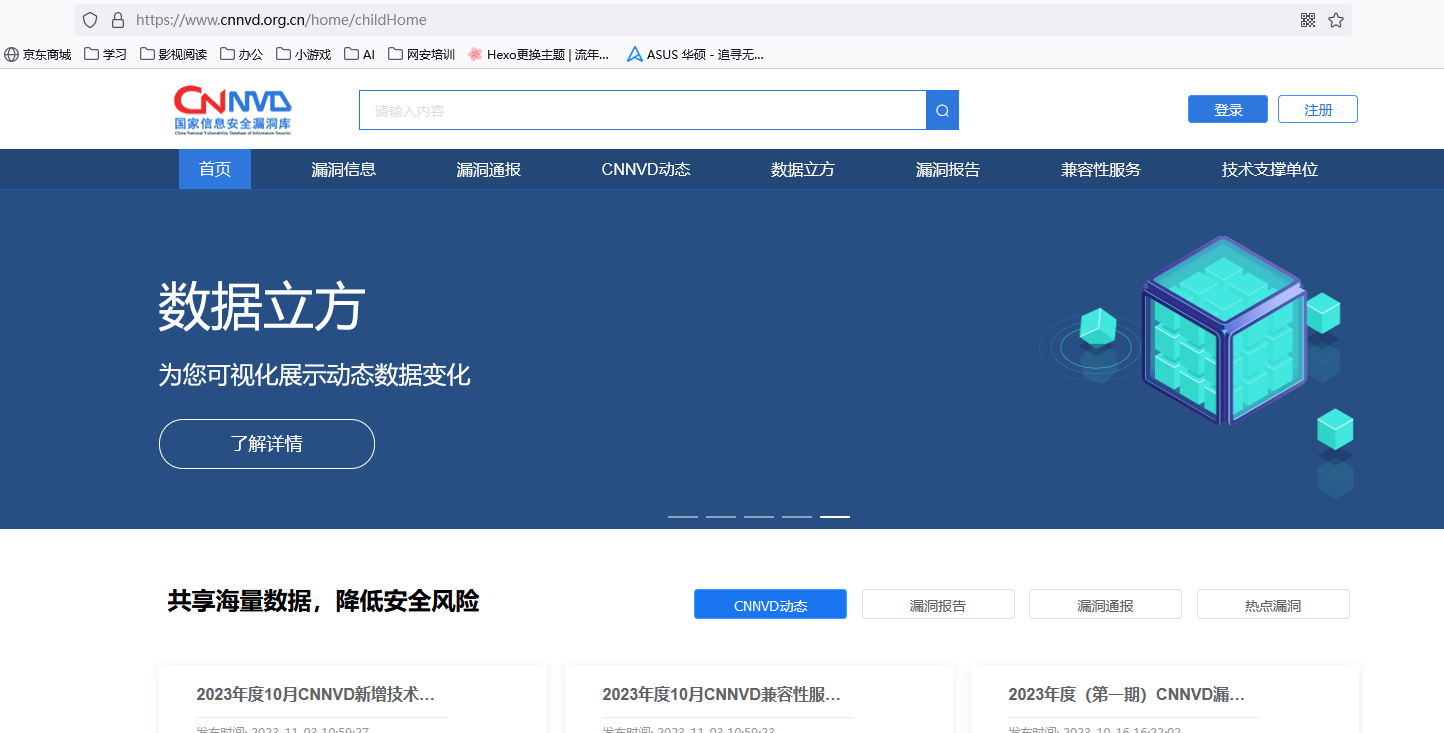 https://www.cnnvd.org.cn/home/childHome
京东商城 学习 影视阅读 办公 小游戏 AI 网安培训 Hexo更换主题 | 流年... ASUS 华硕 - 追寻无...
CNNVD
国家信息安全漏洞库
China National Vulnerability Database of Information Security
请输入内容
登录 注册
首页 漏洞信息 漏洞通报 CNNVD动态 数据立方 漏洞报告 兼容性服务 技术支撑单位
数据立方
为您可视化展示动态数据变化
了解详情
共享海量数据，降低安全风险
CNNVD动态 漏洞报告 漏洞通报 热点漏洞
2023年度10月CNNVD新增技术... 2023年度10月CNNVD兼容性服... 2023年度（第一期）CNNVD漏...
发布时间: 2023-11-03 10:59:27 发布时间: 2023-11-03 10:59:23 发布时间: 2023-10-16 16:22:02